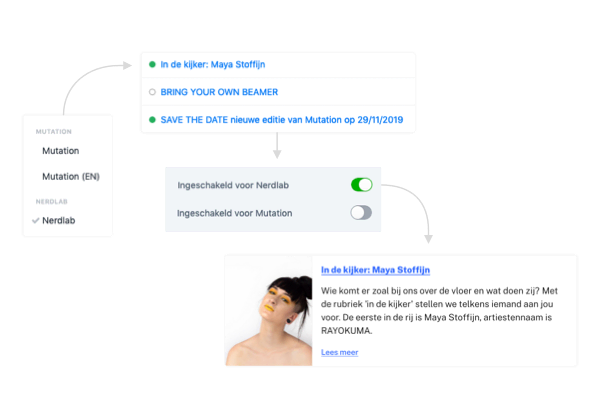 In de kijker: Maya Stoffijn
BRING YOUR OWN BEAMER
SAVE THE DATE nieuwe editie van Mutation op 29/11/2019
MUTATION
Mutation
Mutation (EN)
NERDLAB
Nerdlab
Ingeschakeld voor Nerdlab
Ingeschakeld voor Mutation
In de kijker: Maya Stoffijn
Wie komt er zoal bij ons over de vloer en wat doen zij? Met
de rubriek 'in de kijker' stellen we telkens iemand aan jou
voor. De eerste in de rij is Maya Stoffijn, artiestennaam is
RAYOKUMA.
Lees meer